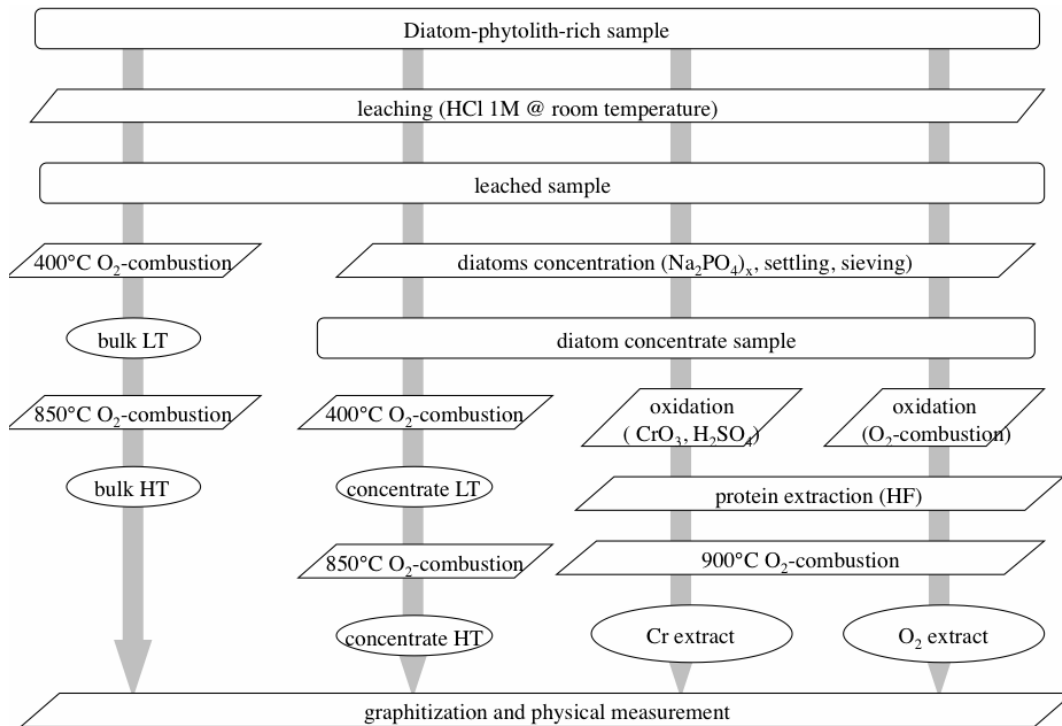 Diatom-phytolith-rich sample
leaching (HCl 1M @ room temperature)
leached sample
400°C O₂-combustion
diatoms concentration (Na₂PO₄)ₓ, settling, sieving)
bulk LT
diatom concentrate sample
850°C O₂-combustion
400°C O₂-combustion
oxidation
( CrO₃, H₂SO₄)
oxidation
(O₂-combustion)
bulk HT
concentrate LT
protein extraction (HF)
850°C O₂-combustion
900°C O₂-combustion
concentrate HT
Cr extract
O₂ extract
graphitization and physical measurement